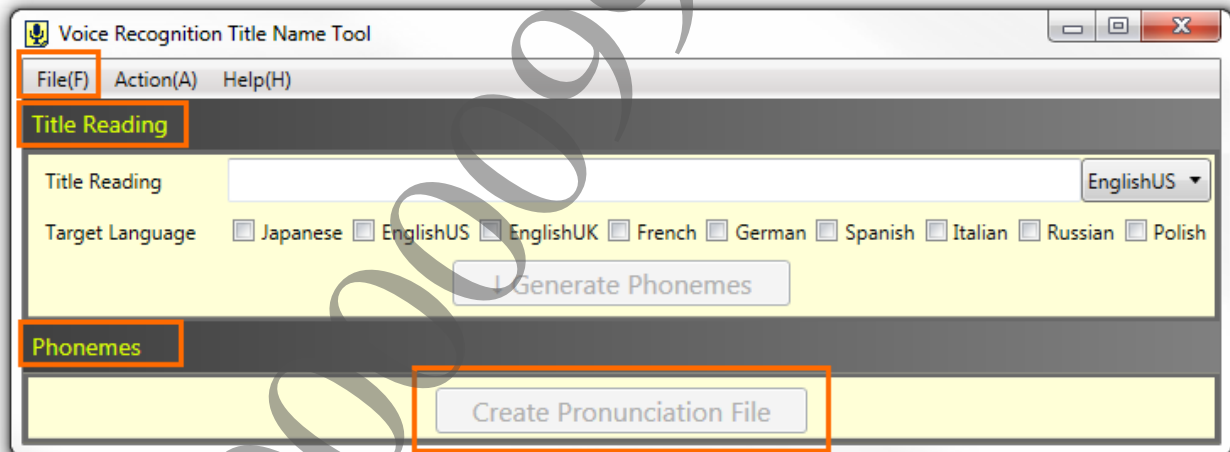 Voice Recognition Title Name Tool
File(F) Action(A) Help(H)
Title Reading
Title Reading EnglishUS
Target Language Japanese EnglishUS EnglishUK French German Spanish Italian Russian Polish
↓ Generate Phonemes
Phonemes
Create Pronunciation File